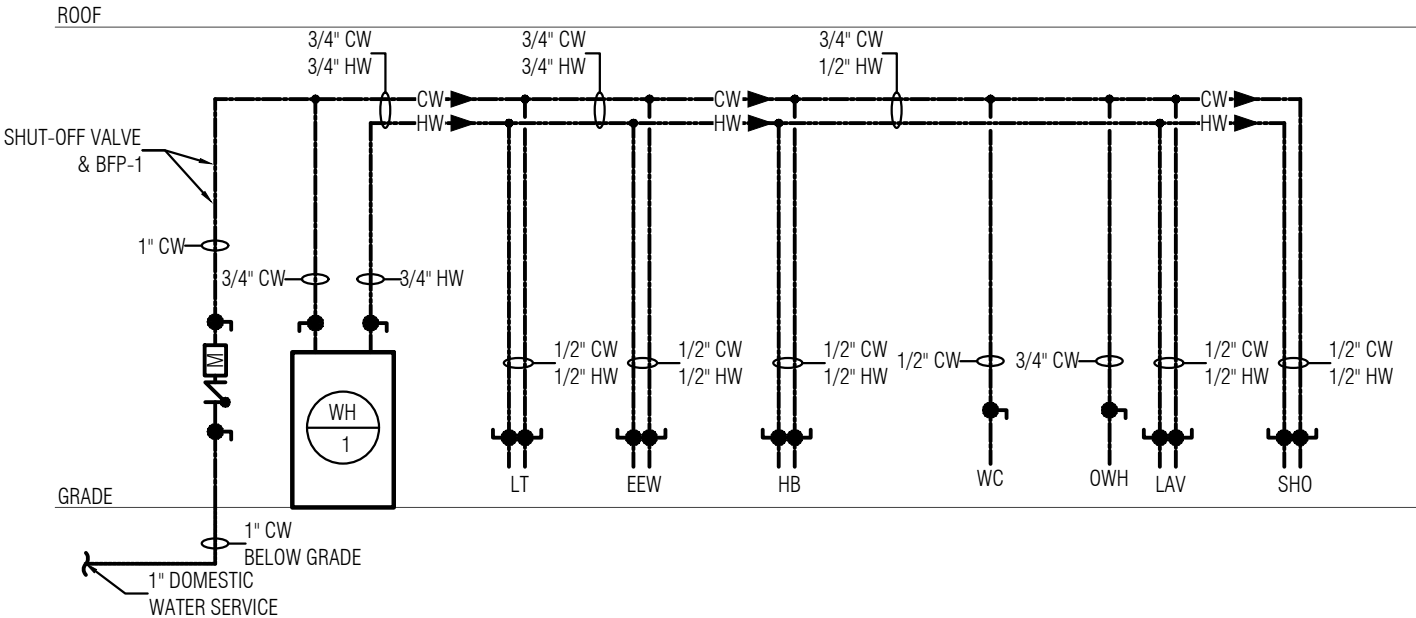 ROOF
3/4" CW
3/4" HW
3/4" CW
3/4" HW
3/4" CW
1/2" HW
CW
CW
CW
HW
HW
HW
SHUT-OFF VALVE
& BFP-1
1" CW
3/4" CW
3/4" HW
M
1/2" CW
1/2" HW
1/2" CW
1/2" HW
1/2" CW
1/2" HW
1/2" CW
3/4" CW
1/2" CW
1/2" HW
1/2" CW
1/2" HW
WH
1
LT
EEW
HB
WC
OWH
LAV
SHO
GRADE
1" CW
BELOW GRADE
1" DOMESTIC
WATER SERVICE